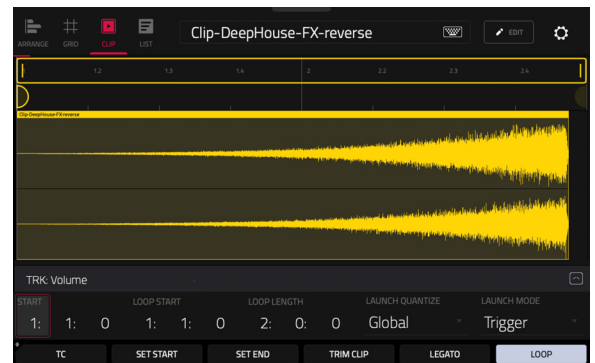 Clip-DeepHouse-FX-reverse
EDIT
ARRANGE GRID CLIP LIST
1.2 1.3 1.4 2 2.2 2.3 2.4
Clip-DeepHouse-FX-reverse
TRK: Volume
START LOOP START LOOP LENGTH LAUNCH QUANTIZE LAUNCH MODE
1: 1: 0 1: 1: 0 2: 0: 0 Global Trigger
TC SET START SET END TRIM CLIP LEGATO LOOP